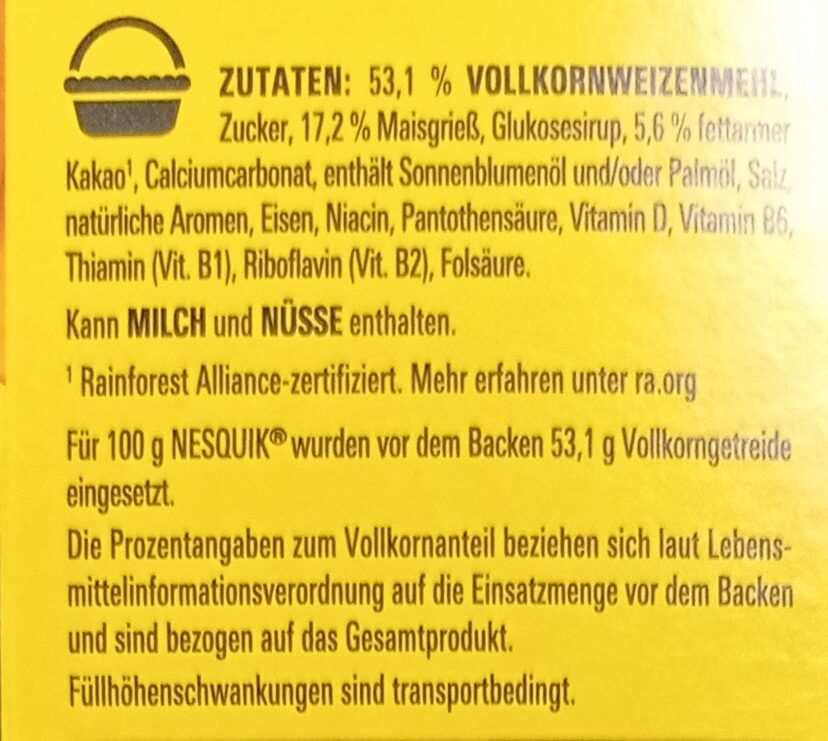 ZUTATEN: 53,1 % VOLLKORNWEIZENMEHL,
Zucker, 17,2 % Maisgrieß, Glukosesirup, 5,6 % fettarmer
Kakao¹, Calciumcarbonat, enthält Sonnenblumenöl und/oder Palmöl, Salz,
natürliche Aromen, Eisen, Niacin, Pantothensäure, Vitamin D, Vitamin B6,
Thiamin (Vit. B1), Riboflavin (Vit. B2), Folsäure.
Kann MILCH und NÜSSE enthalten.
¹ Rainforest Alliance-zertifiziert. Mehr erfahren unter ra.org
Für 100 g NESQUIK® wurden vor dem Backen 53,1 g Vollkorngetreide
eingesetzt.
Die Prozentangaben zum Vollkornanteil beziehen sich laut Lebens-
mittelinformationsverordnung auf die Einsatzmenge vor dem Backen
und sind bezogen auf das Gesamtprodukt.
Füllhöhenschwankungen sind transportbedingt.